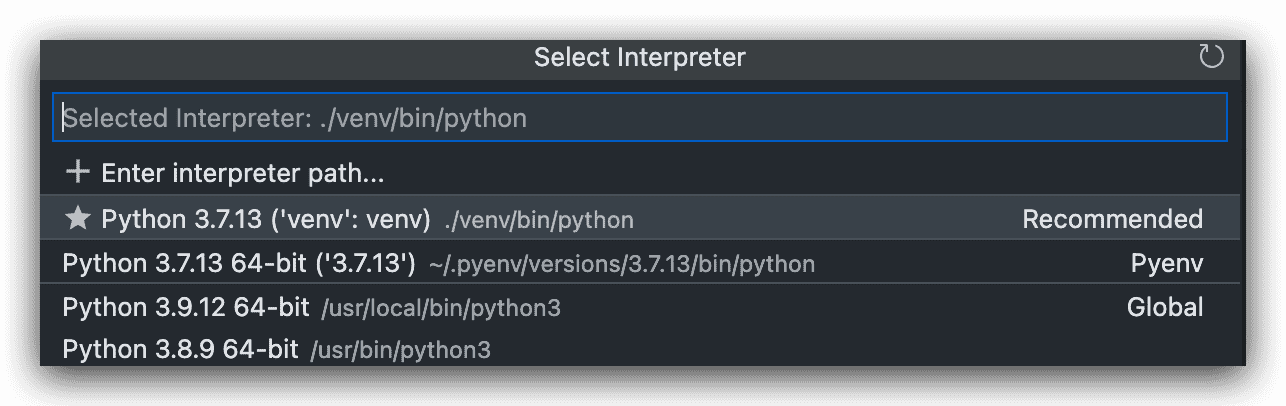 Select Interpreter
Selected Interpreter: ./venv/bin/python
Enter interpreter path...
Python 3.7.13 ('venv': venv) ./venv/bin/python Recommended
Python 3.7.13 64-bit ('3.7.13') ~/.pyenv/versions/3.7.13/bin/python Pyenv
Python 3.9.12 64-bit /usr/local/bin/python3 Global
Python 3.8.9 64-bit /usr/bin/python3